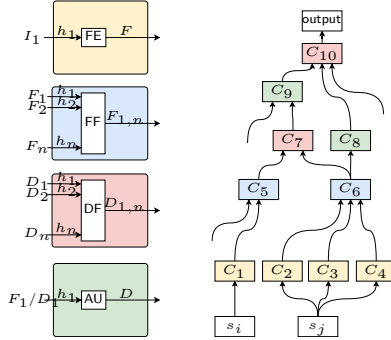 I₁ h₁ FE F
F₁ h₁
F₂ h₂ FF F₁,ₙ
Fₙ hₙ
D₁ h₁
D₂ h₂ DF D₁,ₙ
Dₙ hₙ
F₁/D₁ h₁ AU D
output
C₁₀
C₉
C₇ C₈
C₅ C₆
C₁ C₂ C₃ C₄
sᵢ sⱼ